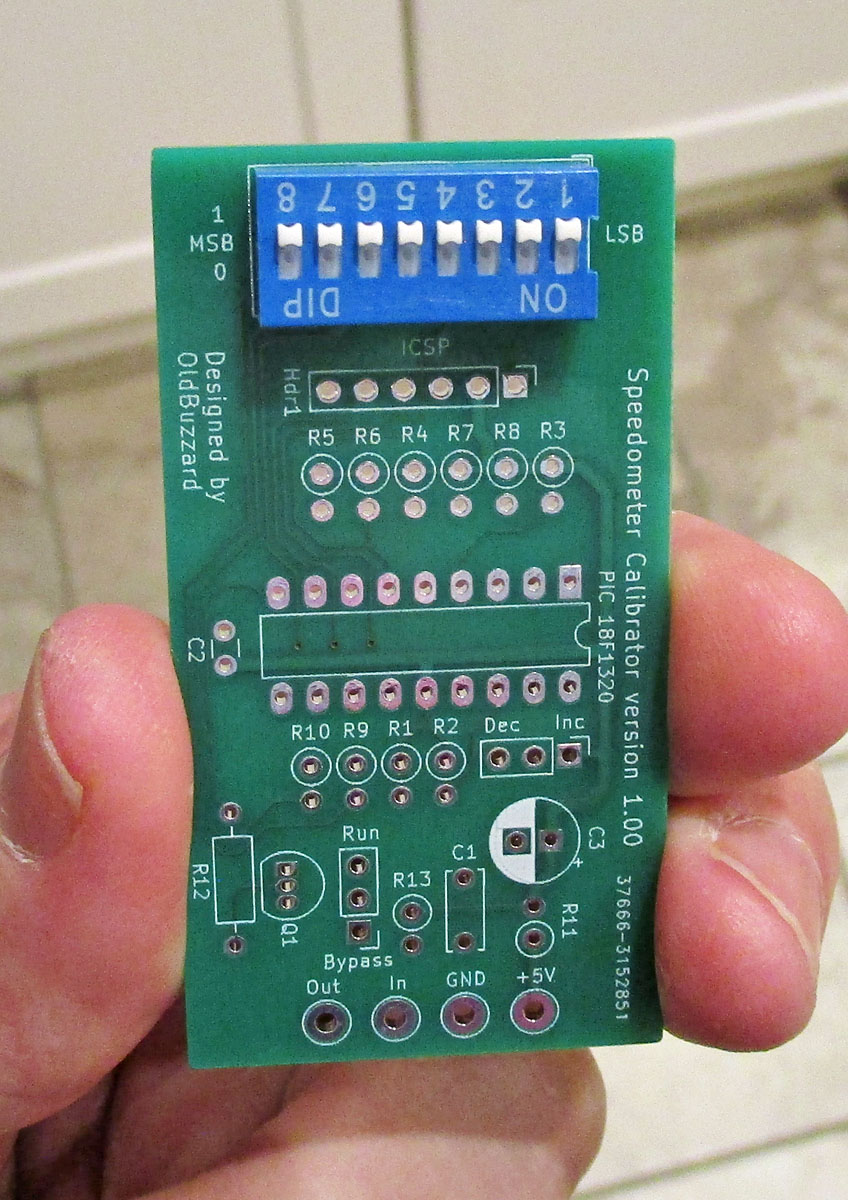 8 7 6 5 4 3 2 1
DIP ON
1
MSB
0
LSB
ICSP
Hdr1
Designed by
OldBuzzard
R5 R6 R4 R7 R8 R3
Speedometer Calibrator version 1.00
PIC 18F1320
C2
R10 R9 R1 R2 Dec Inc
Run
C3
+
C1
R12
R13
Q1
R11
Bypass
37666-3152851
Out In GND +5V